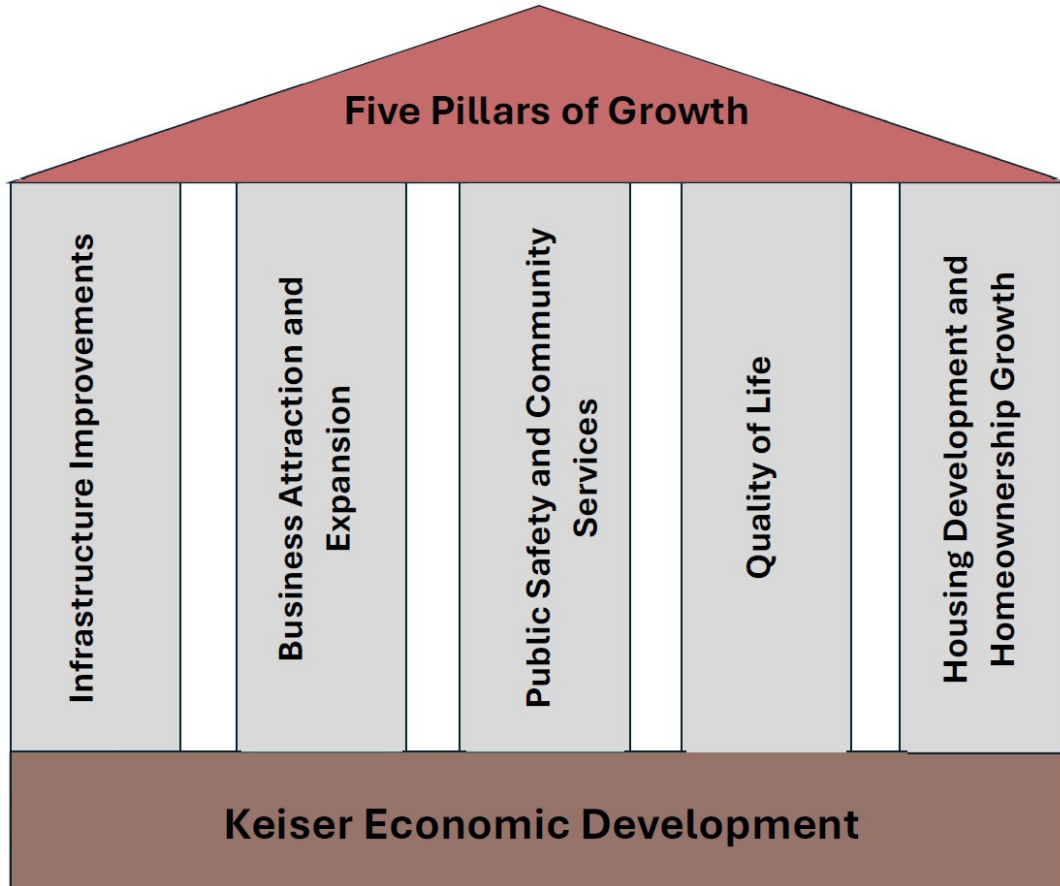 Five Pillars of Growth
Infrastructure Improvements
Business Attraction and
Expansion
Public Safety and Community
Services
Quality of Life
Housing Development and
Homeownership Growth
Keiser Economic Development